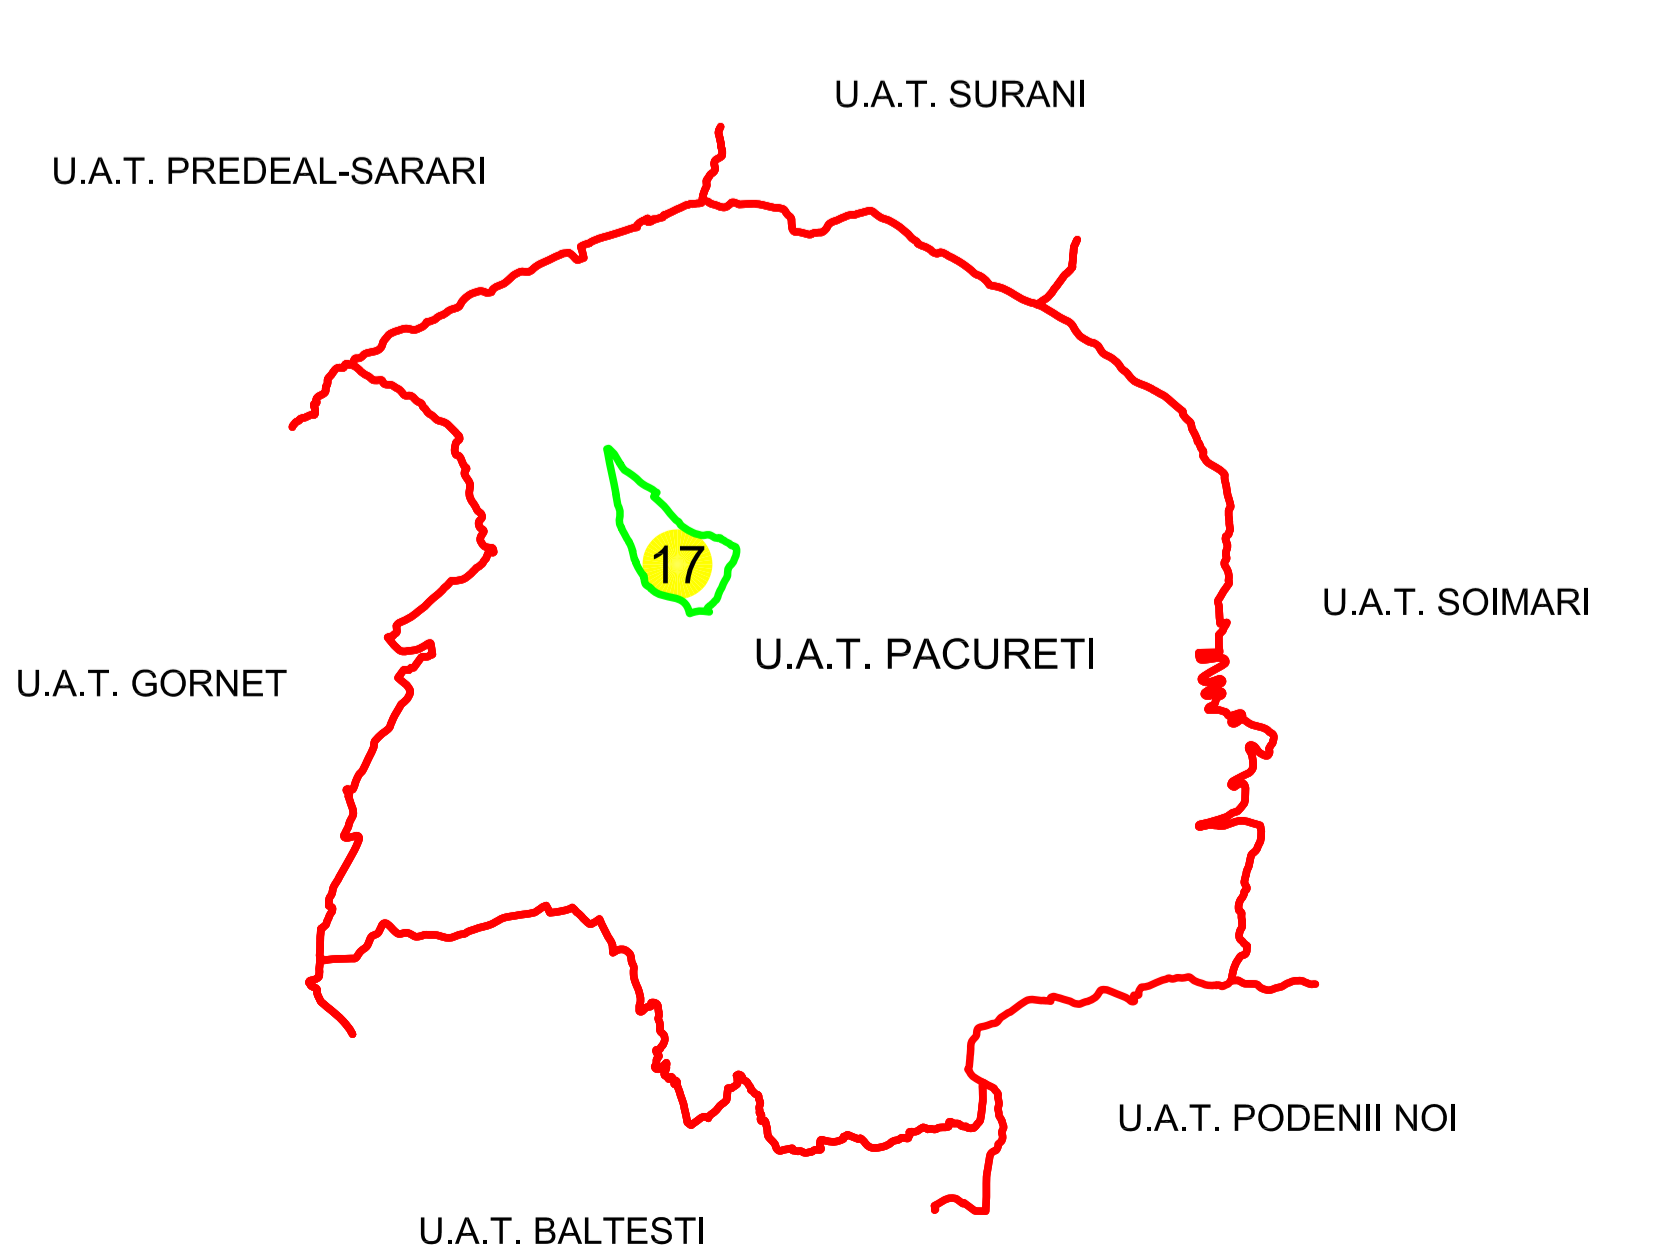 U.A.T. SURANI
U.A.T. PREDEAL-SARARI
17
U.A.T. SOIMARI
U.A.T. PACURETI
U.A.T. GORNET
U.A.T. PODENII NOI
U.A.T. BALTESTI